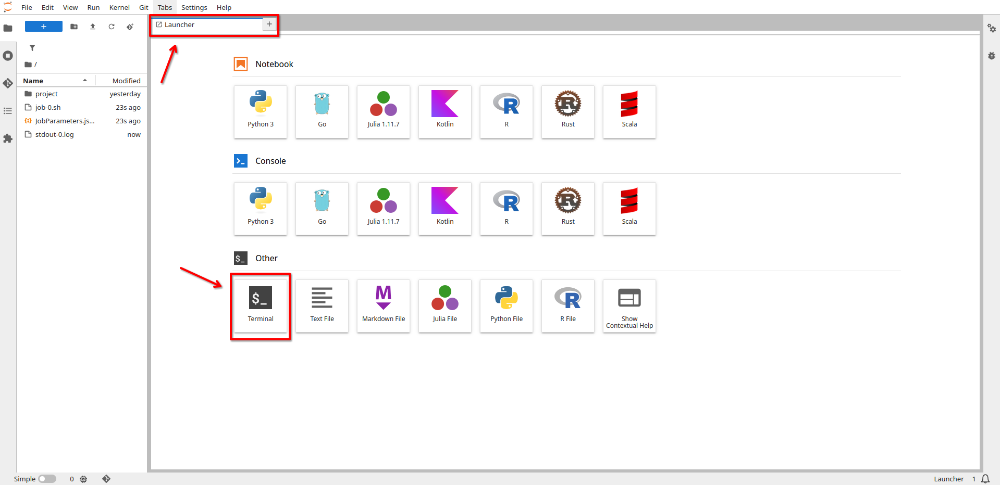 File Edit View Run Kernel Git Tabs Settings Help
Launcher
/
Name Modified
project yesterday
job-0.sh 23s ago
JobParameters.js... 23s ago
stdout-0.log now
Notebook
Python 3 Go Julia 1.11.7 Kotlin R Rust Scala
Console
Python 3 Go Julia 1.11.7 Kotlin R Rust Scala
$_ Other
$_ M
Terminal Text File Markdown File Julia File Python File R File Show
Contextual Help
Simple 0 Launcher 1